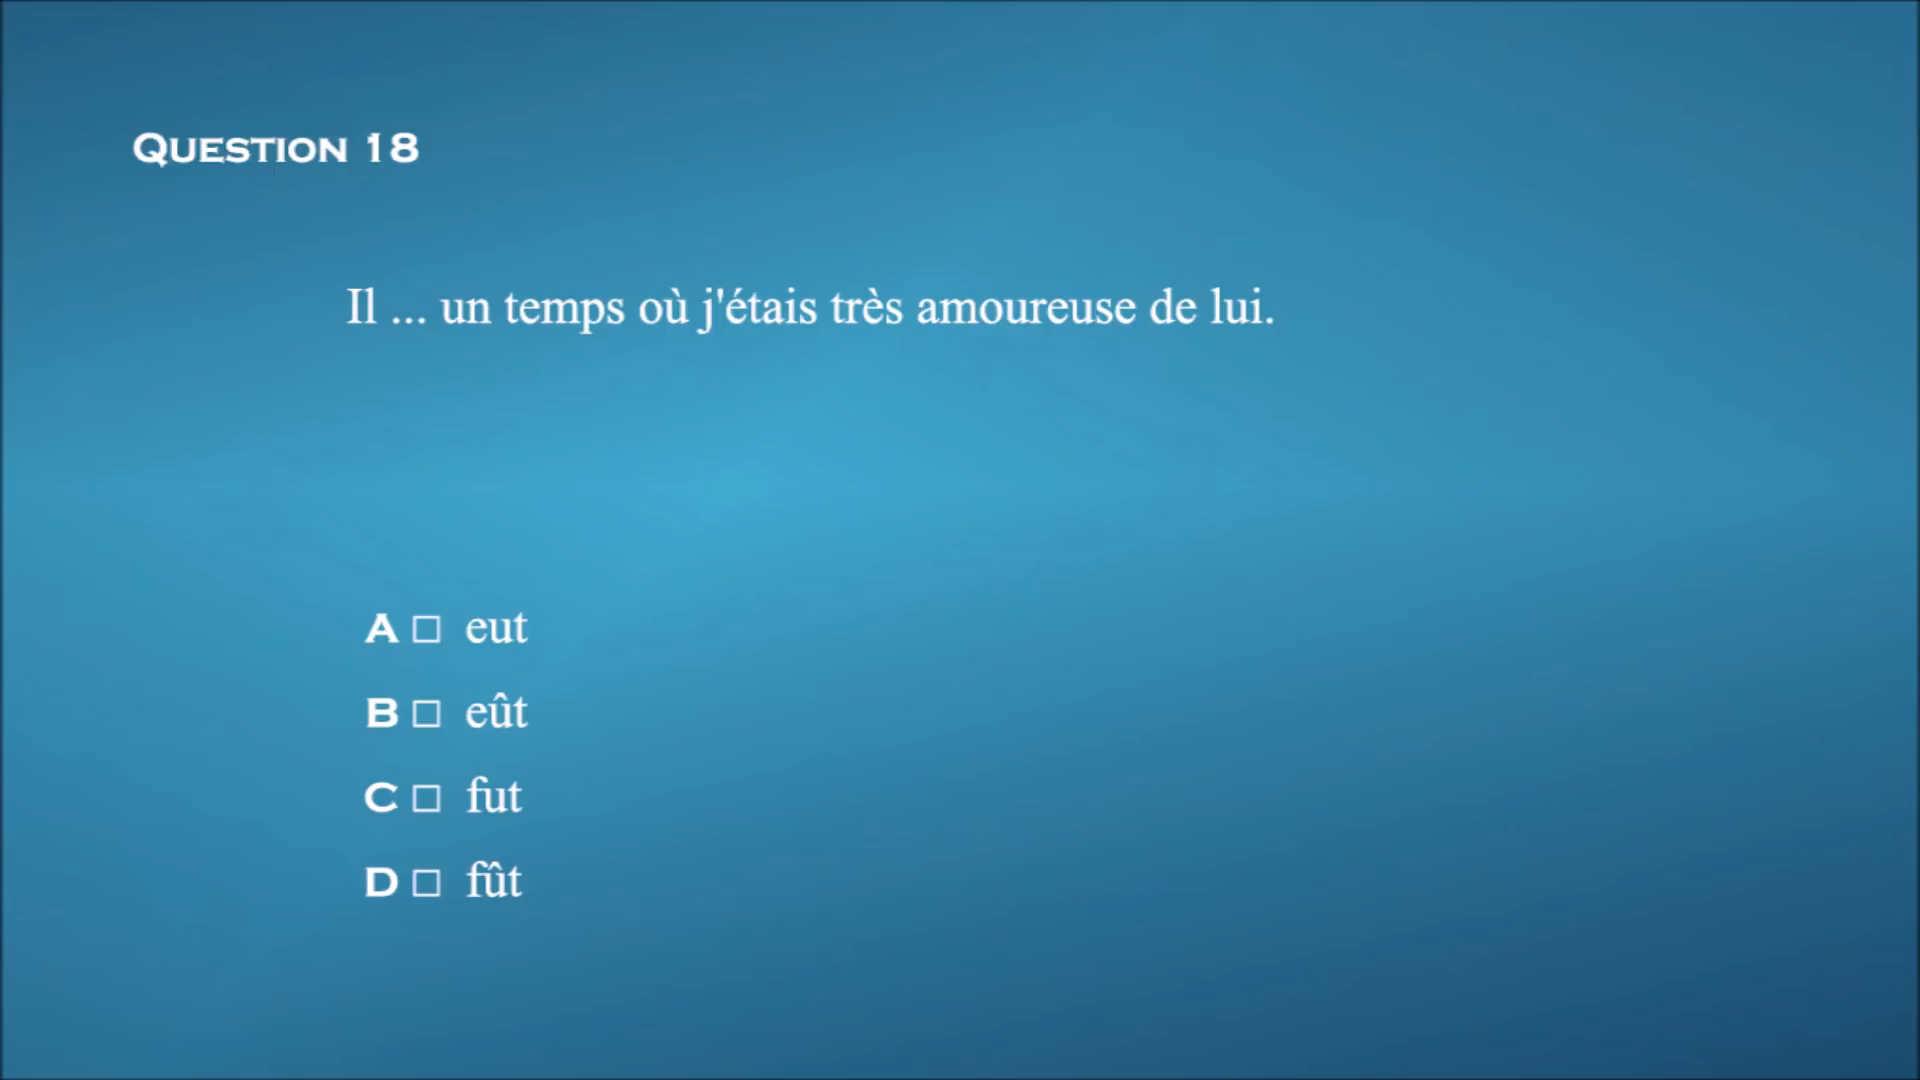 Question 18
Il ... un temps où j'étais très amoureuse de lui.
A □ eut
B □ eût
C □ fut
D □ fût